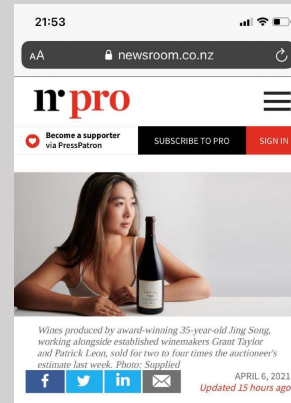 21:53
AA newsroom.co.nz
nr pro
Become a supporter
via PressPatron
SUBSCRIBE TO PRO
SIGN IN
Wines produced by award-winning 35-year-old Jing Song,
working alongside established winemakers Grant Taylor
and Patrick Leon, sold for two to four times the auctioneer's
estimate last week. Photo: Supplied
f in
APRIL 6, 2021
Updated 15 hours ago